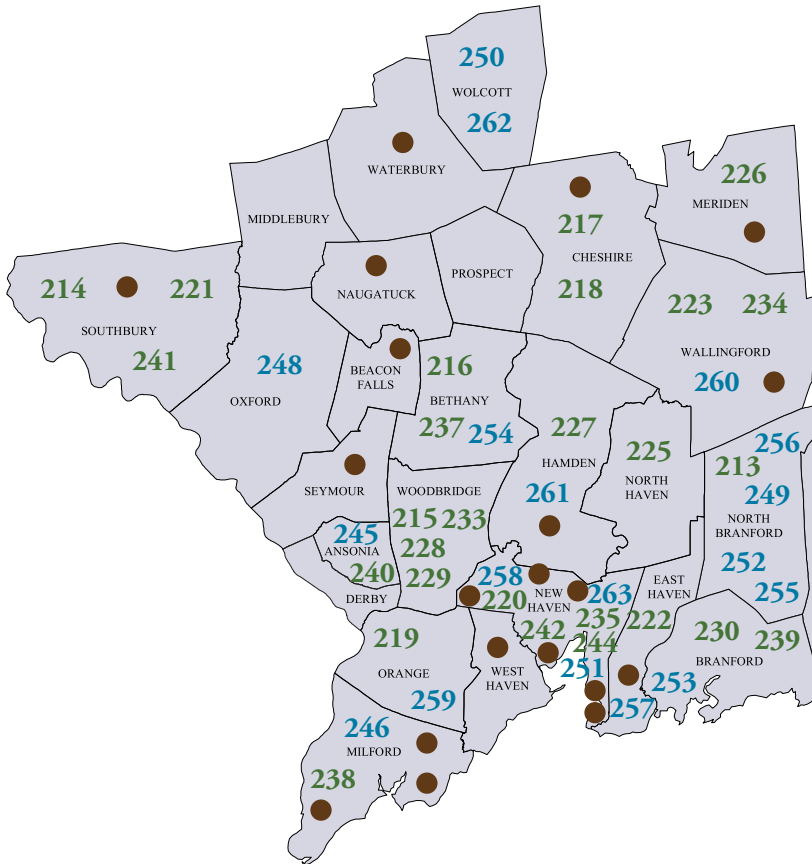 250
WOLCOTT
262
WATERBURY
226
MERIDEN
MIDDLEBURY
217
CHESHIRE
218
PROSPECT
NAUGATUCK
214
221
SOUTHBURY
241
223
234
WALLINGFORD
260
248
OXFORD
BEACON
FALLS
216
BETHANY
237
254
227
HAMDEN
261
225
NORTH
HAVEN
256
213
249
NORTH
BRANFORD
252
255
SEYMOUR
WOODBRIDGE
215
233
228
229
245
ANSONIA
240
DERBY
258
220
NEW
HAVEN
242
263
235
244
251
EAST
HAVEN
222
257
230
239
BRANFORD
253
219
ORANGE
259
WEST
HAVEN
246
MILFORD
238